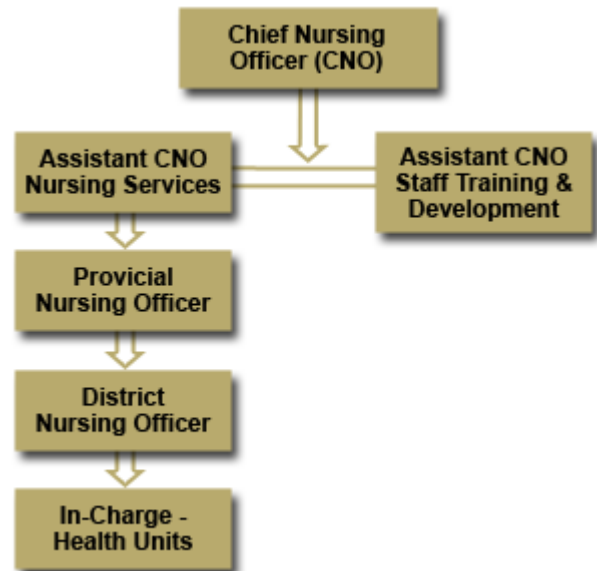 Chief Nursing
Officer (CNO)
Assistant CNO
Nursing Services
Assistant CNO
Staff Training &
Development
Provicial
Nursing Officer
District
Nursing Officer
In-Charge -
Health Units